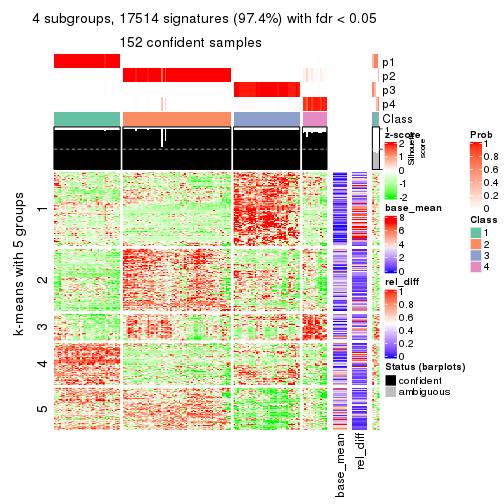 4 subgroups, 17514 signatures (97.4%) with fdr < 0.05
152 confident samples
p1
p2
p3
p4
Class
1
Silhouette
score
k-means with 5 groups
1
2
3
4
5
base_mean
rel_diff
z-score
2
1
0
-1
-2
base_mean
8
6
4
2
0
rel_diff
1
0.8
0.6
0.4
0.2
0
Status (barplots)
confident
ambiguous
Prob
1
0.8
0.6
0.4
0.2
0
Class
1
2
3
4